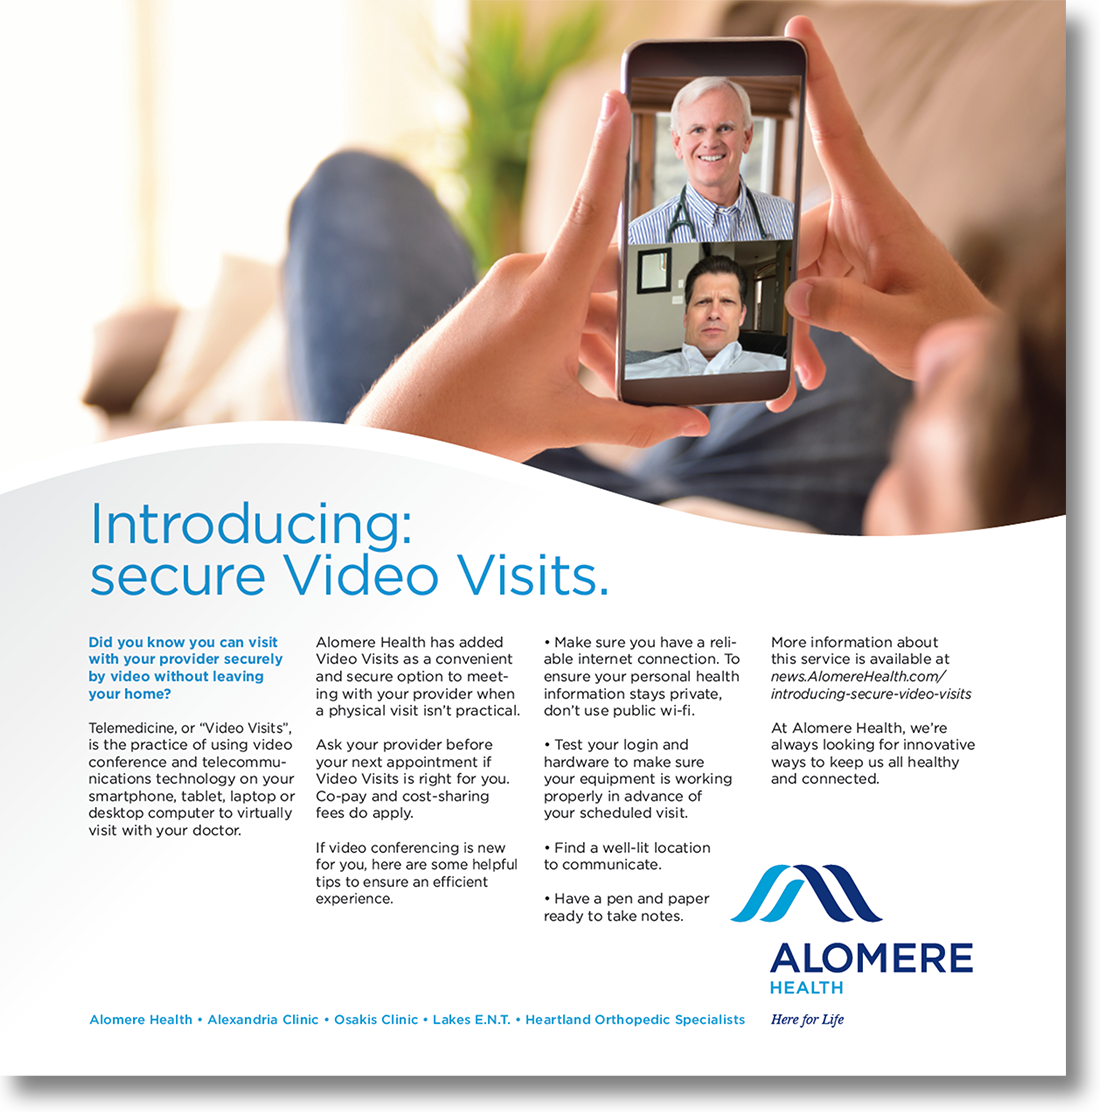 Introducing:
secure Video Visits.
Did you know you can visit
with your provider securely
by video without leaving
your home?
Telemedicine, or “Video Visits”,
is the practice of using video
conference and telecommu-
nications technology on your
smartphone, tablet, laptop or
desktop computer to virtually
visit with your doctor.
Alomere Health has added
Video Visits as a convenient
and secure option to meet-
ing with your provider when
a physical visit isn’t practical.
Ask your provider before
your next appointment if
Video Visits is right for you.
Co-pay and cost-sharing
fees do apply.
If video conferencing is new
for you, here are some helpful
tips to ensure an efficient
experience.
• Make sure you have a reli-
able internet connection. To
ensure your personal health
information stays private,
don’t use public wi-fi.
• Test your login and
hardware to make sure
your equipment is working
properly in advance of
your scheduled visit.
• Find a well-lit location
to communicate.
• Have a pen and paper
ready to take notes.
More information about
this service is available at
news.AlomereHealth.com/
introducing-secure-video-visits
At Alomere Health, we’re
always looking for innovative
ways to keep us all healthy
and connected.
ALOMERE
HEALTH
Here for Life
Alomere Health • Alexandria Clinic • Osakis Clinic • Lakes E.N.T. • Heartland Orthopedic Specialists